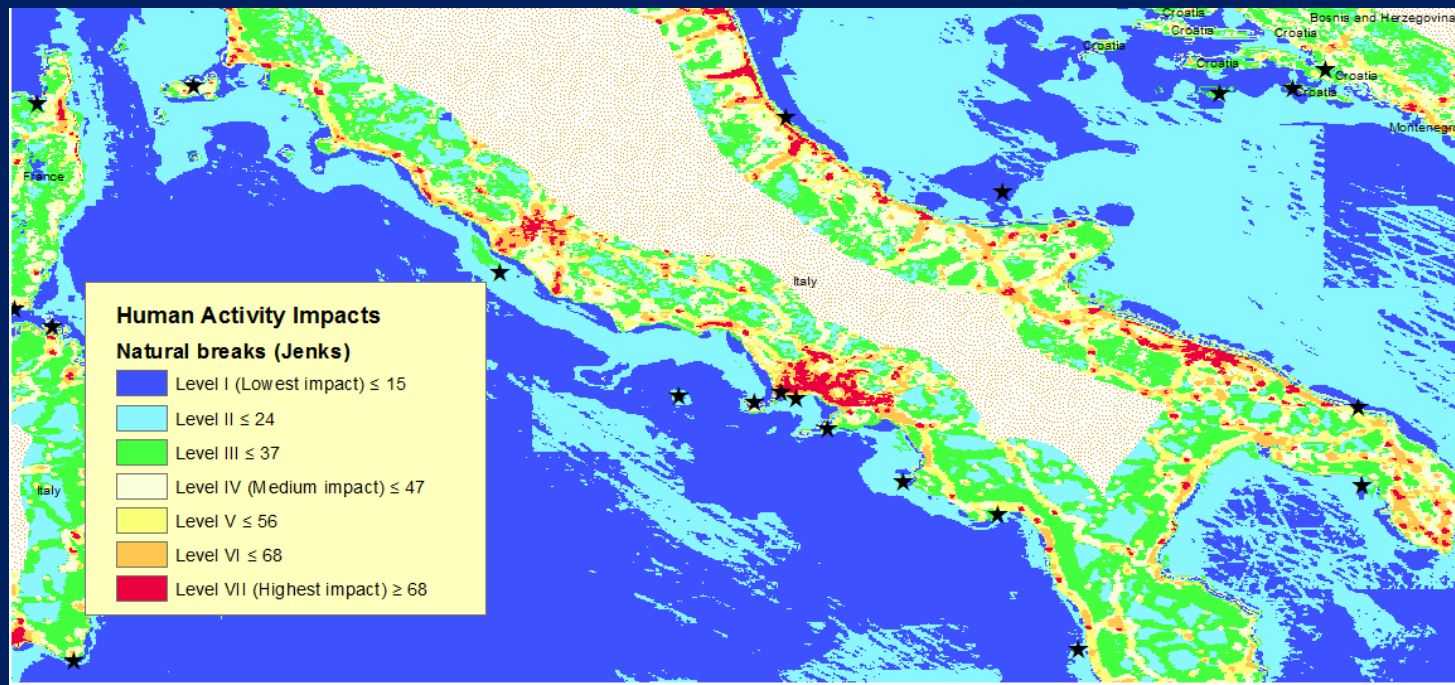 Croatia
Bosnia and Herzegovina
Croatia
Croatia
Croatia
Croatia
Croatia
Croatia
Montenegro
France
Italy
Human Activity Impacts
Natural breaks (Jenks)
Level I (Lowest impact) ≤ 15
Level II ≤ 24
Level III ≤ 37
Level IV (Medium impact) ≤ 47
Level V ≤ 56
Level VI ≤ 68
Level VII (Highest impact) ≥ 68
Italy